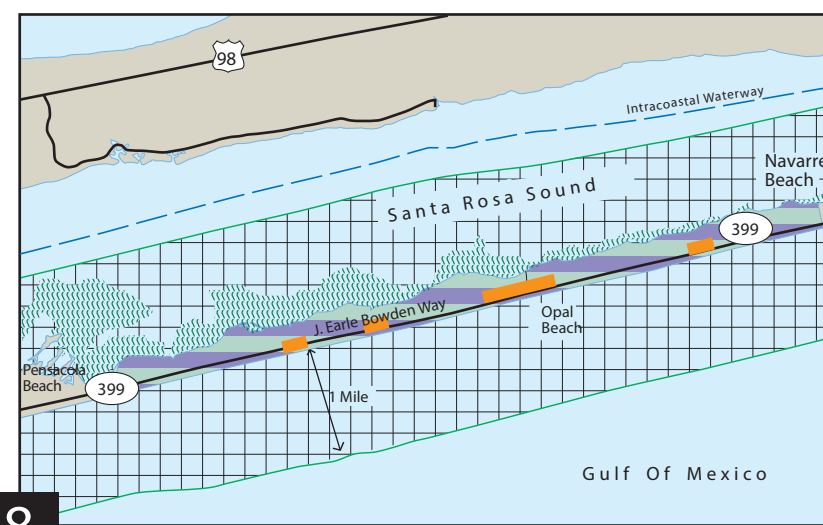 98
Intracoastal Waterway
Navarre
Beach
Santa Rosa Sound
399
J. Earle Bowden Way
Opal
Beach
Pensacola
Beach
399
1 Mile
Gulf Of Mexico